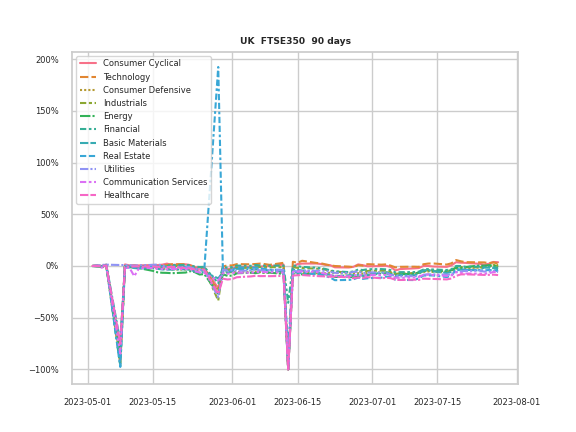 UK FTSE350 90 days
200%
150%
100%
50%
0%
−50%
−100%
Consumer Cyclical
Technology
Consumer Defensive
Industrials
Energy
Financial
Basic Materials
Real Estate
Utilities
Communication Services
Healthcare
2023-05-01 2023-05-15 2023-06-01 2023-06-15 2023-07-01 2023-07-15 2023-08-01